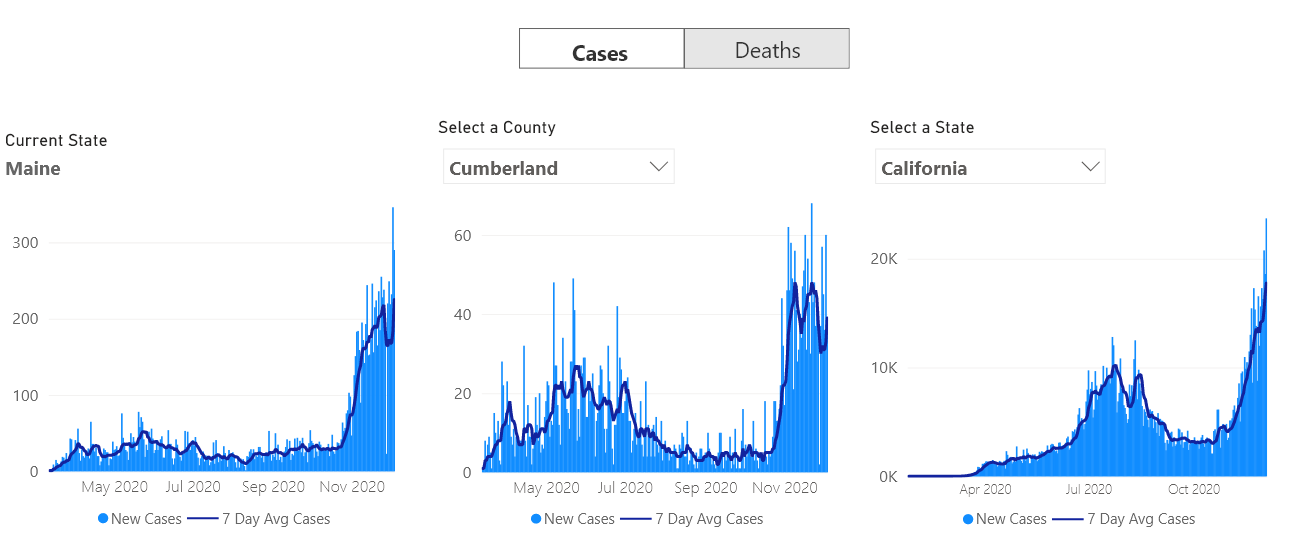 Cases
Deaths
Current State
Maine
300
200
100
0
May 2020
Jul 2020
Sep 2020
Nov 2020
New Cases
7 Day Avg Cases
Select a County
Cumberland
60
40
20
0
May 2020
Jul 2020
Sep 2020
Nov 2020
New Cases
7 Day Avg Cases
Select a State
California
20K
10K
0K
Apr 2020
Jul 2020
Oct 2020
New Cases
7 Day Avg Cases